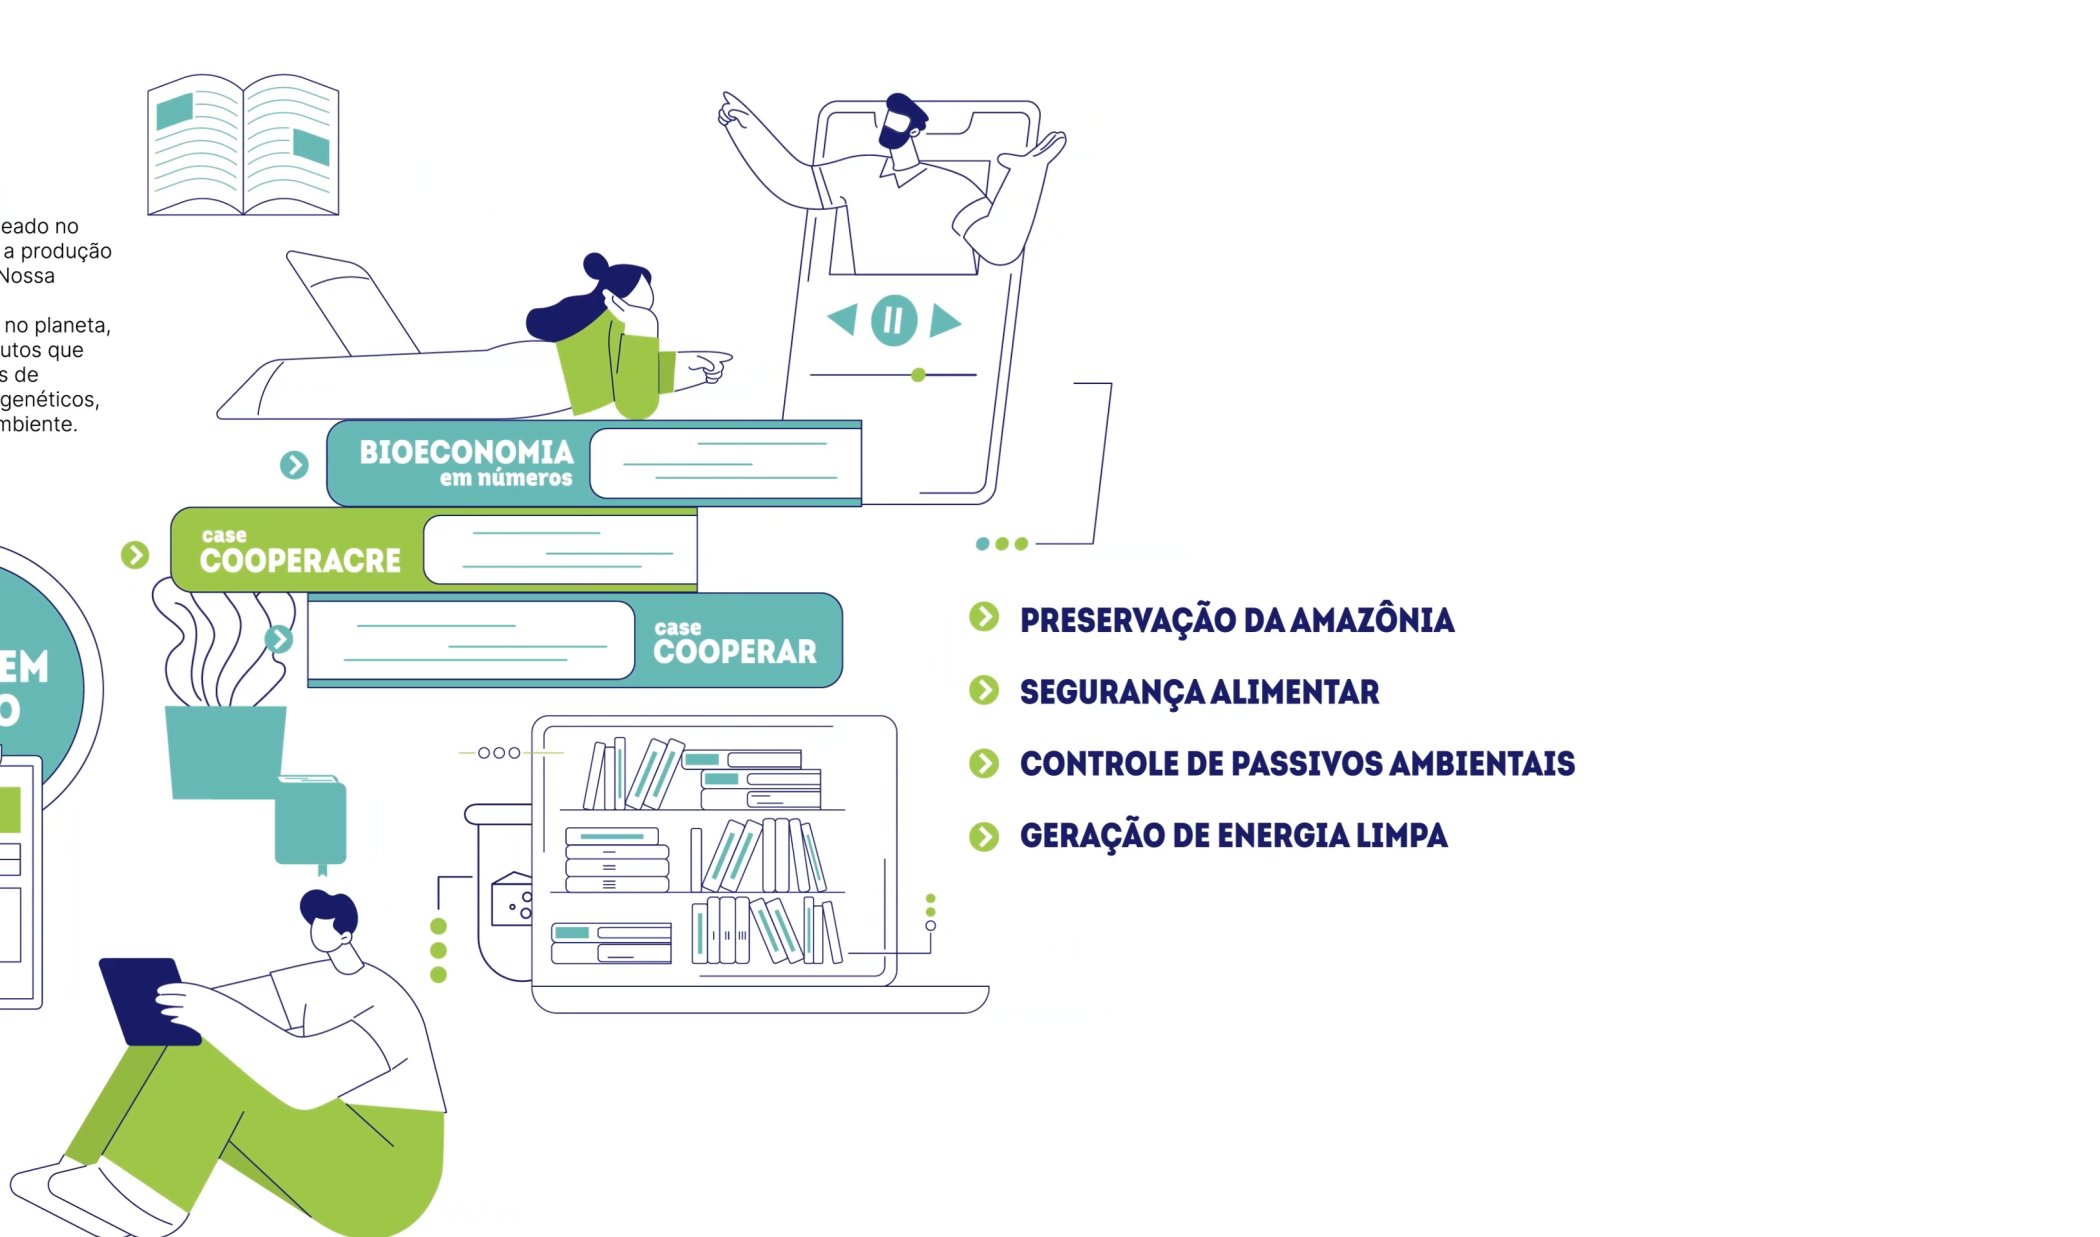 eado no
a produção
Nossa
no planeta,
utos que
s de
genéticos,
mbiente.
EM
O
BIOECONOMIA
em números
case
COOPERACRE
case
COOPERAR
PRESERVAÇÃO DA AMAZÔNIA
SEGURANÇA ALIMENTAR
CONTROLE DE PASSIVOS AMBIENTAIS
GERAÇÃO DE ENERGIA LIMPA